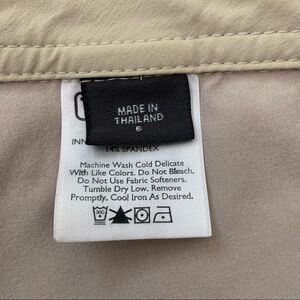 MADE IN
THAILAND
6
INN
14% SPANDEX
Machine Wash Cold Delicate
With Like Colors. Do Not Bleach.
Do Not Use Fabric Softeners.
Tumble Dry Low. Remove
Promptly. Cool Iron As Desired.